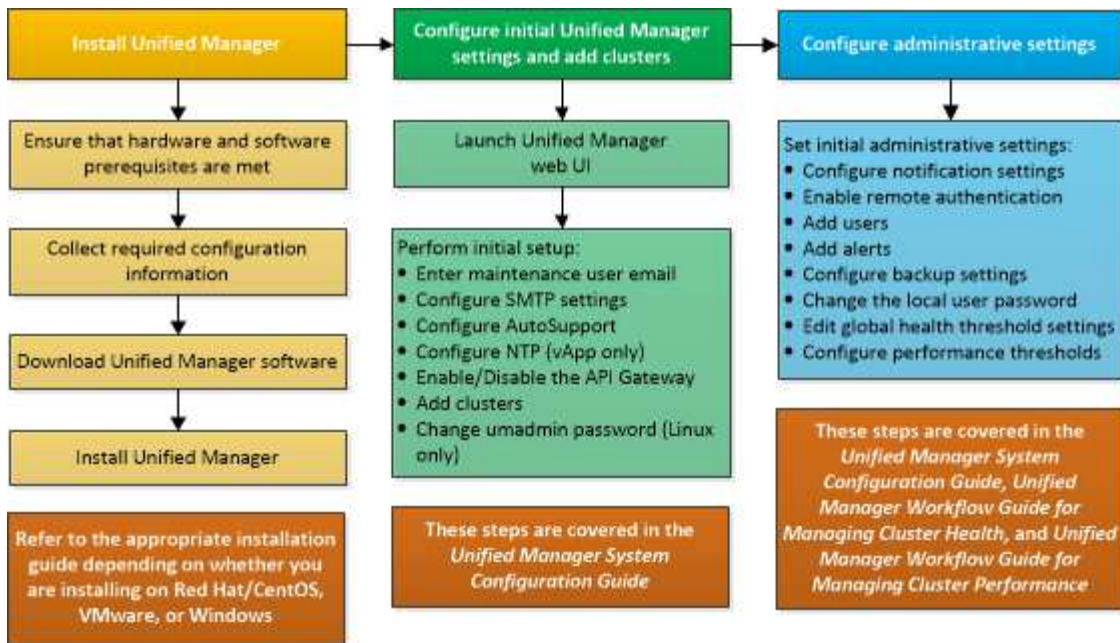 Install Unified Manager
Ensure that hardware and software
prerequisites are met
Collect required configuration
information
Download Unified Manager software
Install Unified Manager
Refer to the appropriate installation
guide depending on whether you
are installing on Red Hat/CentOS,
VMware, or Windows
Configure initial Unified Manager
settings and add clusters
Launch Unified Manager
web UI
Perform initial setup:
• Enter maintenance user email
• Configure SMTP settings
• Configure AutoSupport
• Configure NTP (vApp only)
• Enable/Disable the API Gateway
• Add clusters
• Change umadmin password (Linux
only)
These steps are covered in the
Unified Manager System
Configuration Guide
Configure administrative settings
Set initial administrative settings:
• Configure notification settings
• Enable remote authentication
• Add users
• Add alerts
• Configure backup settings
• Change the local user password
• Edit global health threshold settings
• Configure performance thresholds
These steps are covered in the
Unified Manager System
Configuration Guide, Unified
Manager Workflow Guide for
Managing Cluster Health, and Unified
Manager Workflow Guide for
Managing Cluster Performance